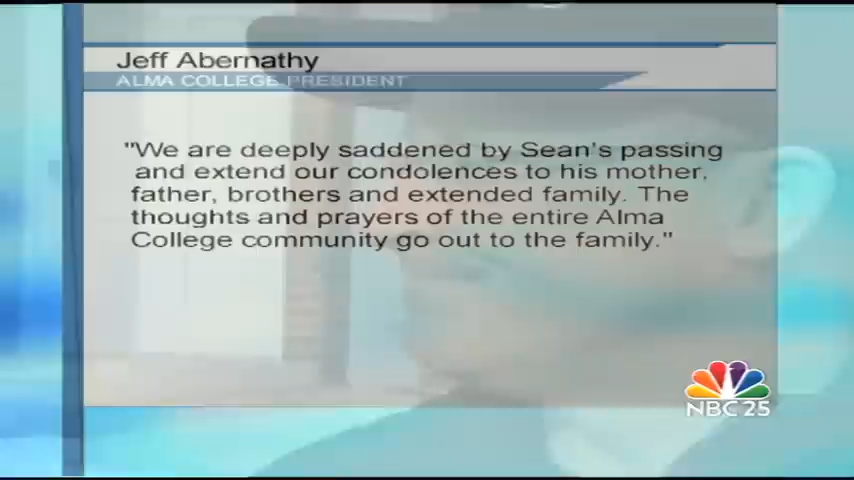 Jeff Abernathy
ALMA COLLEGE PRESIDENT
"We are deeply saddened by Sean's passing
and extend our condolences to his mother,
father, brothers and extended family. The
thoughts and prayers of the entire Alma
College community go out to the family."
NBC 25